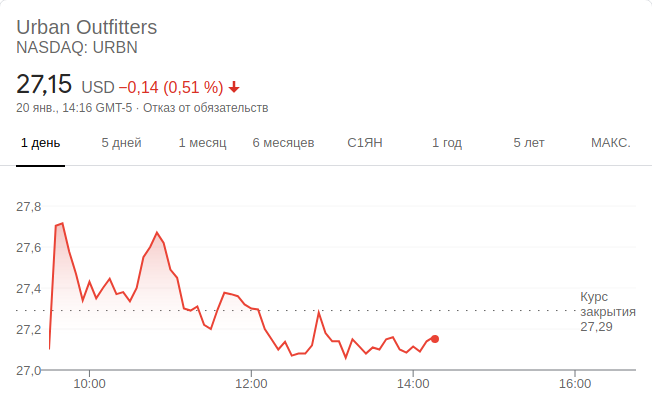 Urban Outfitters
NASDAQ: URBN
27,15 USD −0,14 (0,51 %)
20 янв., 14:16 GMT-5 · Отказ от обязательств
1 день 5 дней 1 месяц 6 месяцев С1ЯН 1 год 5 лет МАКС.
27,8
27,6
27,4
27,2
27,0
Курс
закрытия
27,29
10:00 12:00 14:00 16:00